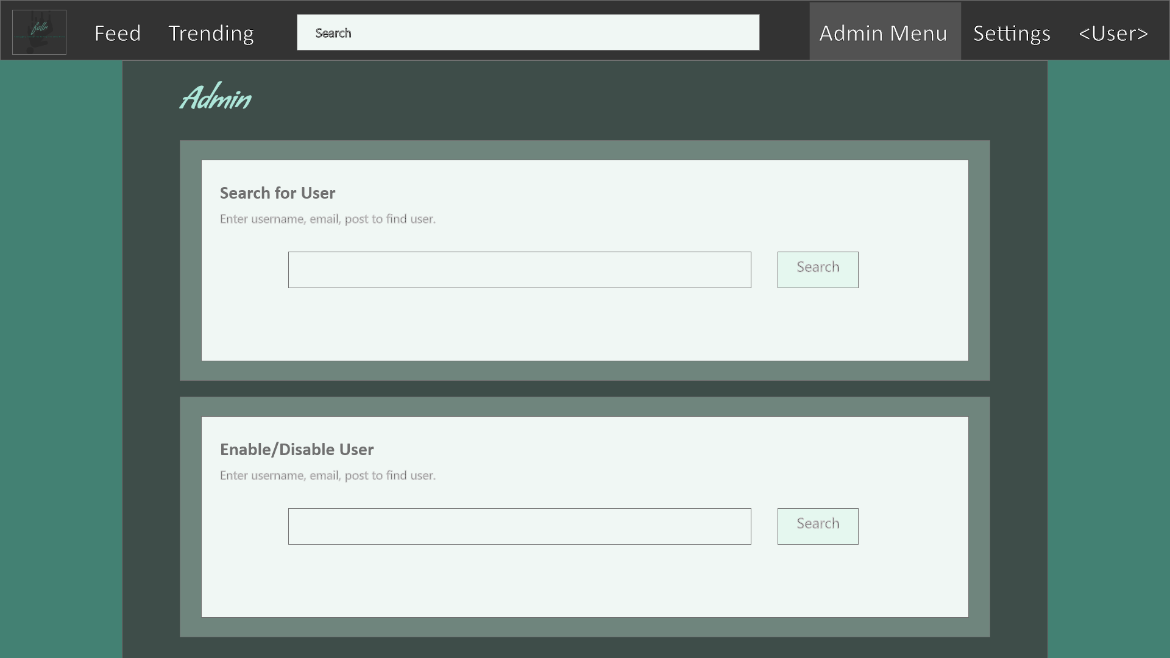 Feed
Trending
Search
Admin Menu
Settings
<User>
Admin
Search for User
Enter username, email, post to find user.
Search
Enable/Disable User
Enter username, email, post to find user.
Search